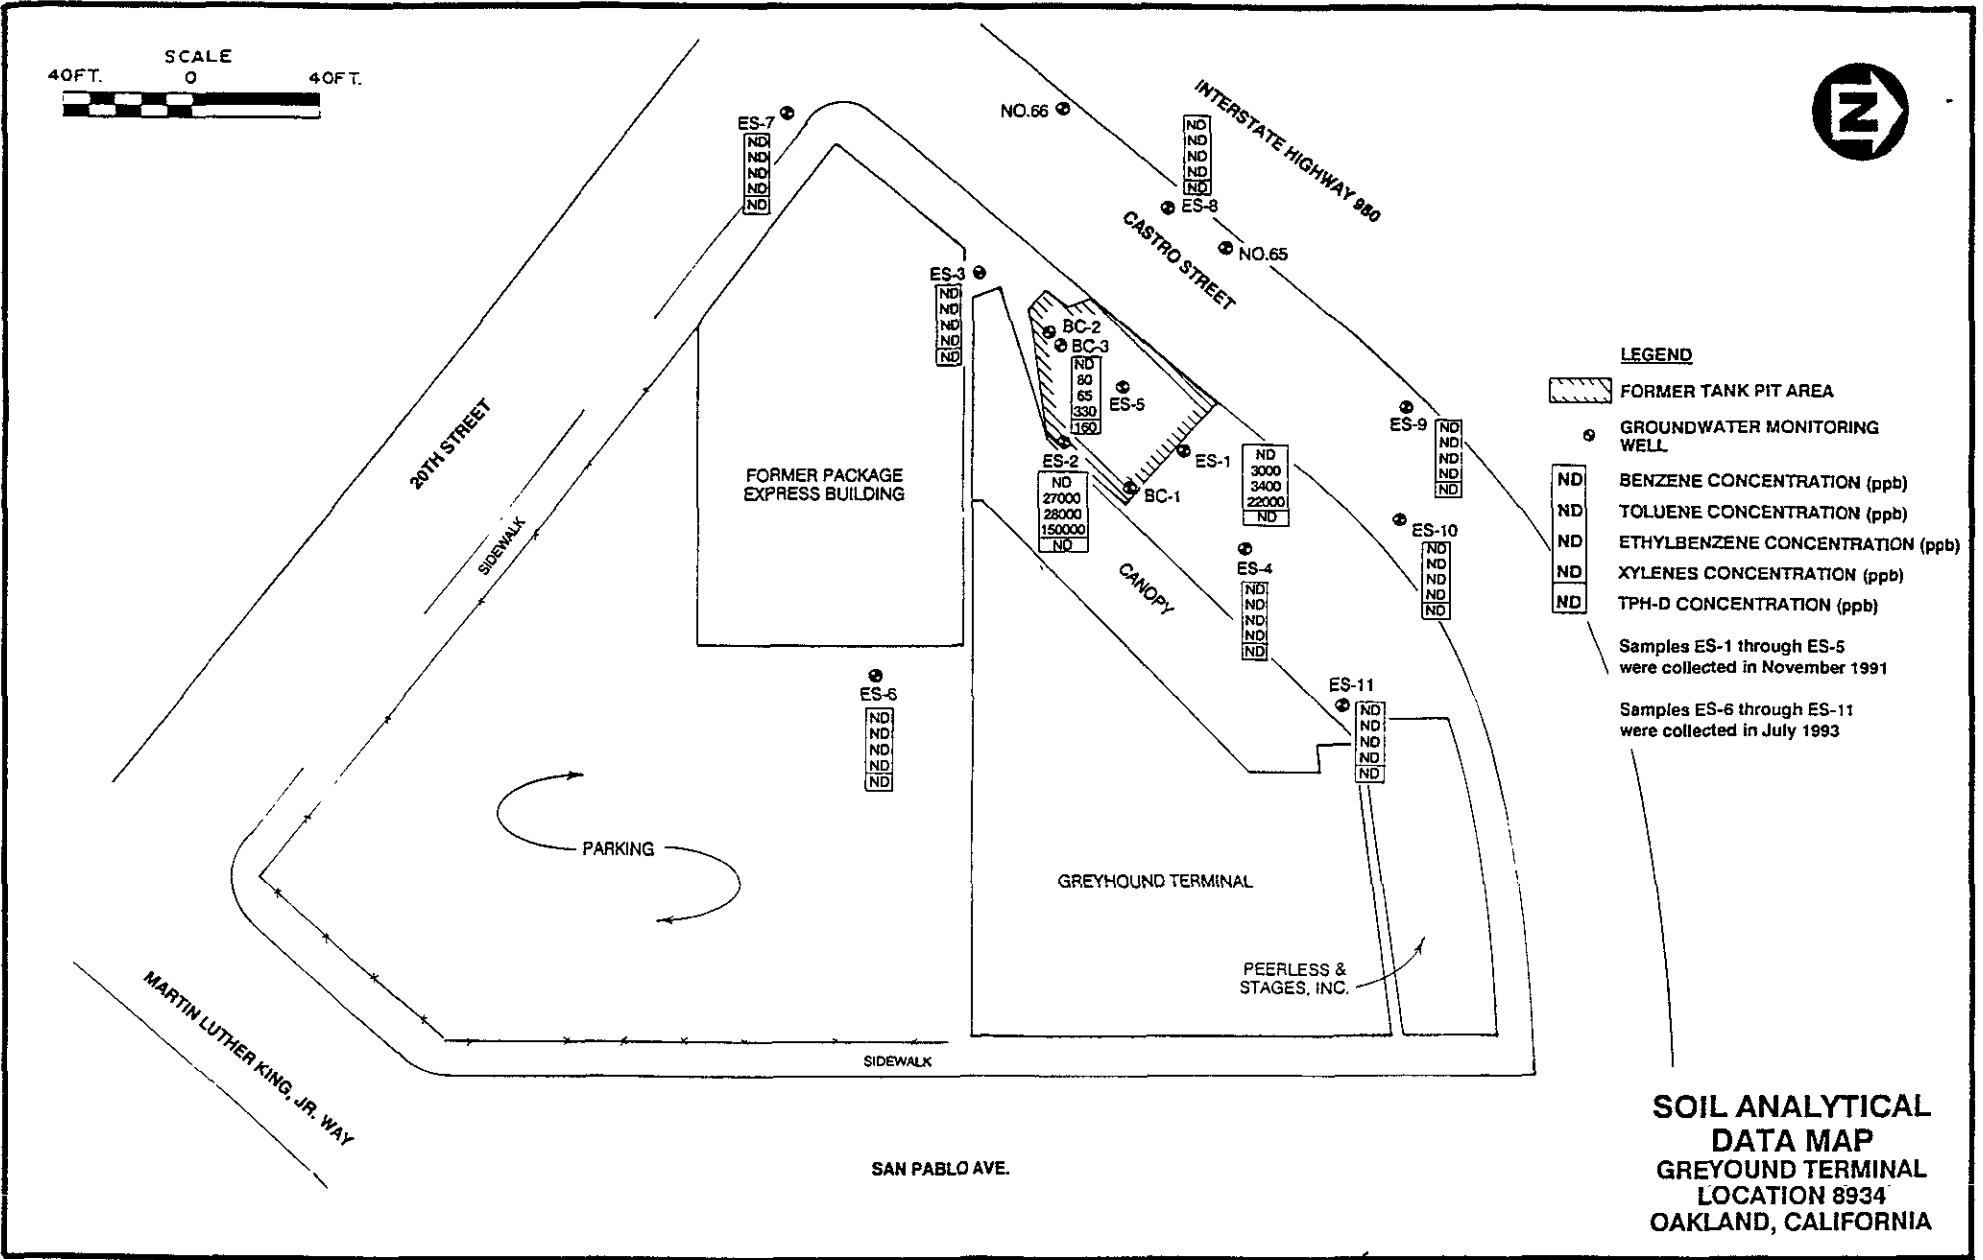 SCALE
40FT. 0 40FT.
N
ES-7
ND
ND
ND
ND
ND
NO.66
INTERSTATE HIGHWAY 980
ND
ND
ND
ND
ND
ES-8
CASTRO STREET
NO.65
ES-3
ND
ND
ND
ND
ND
BC-2
BC-3
ND
80
65
330
160
ES-5
ES-2
ND
27000
28000
150000
ND
BC-1
ES-1
ND
3000
3400
22000
ND
ES-9
ND
ND
ND
ND
ND
ES-10
ND
ND
ND
ND
ND
ES-4
ND
ND
ND
ND
ND
CANOPY
ES-11
ND
ND
ND
ND
ND
20TH STREET
SIDEWALK
FORMER PACKAGE
EXPRESS BUILDING
ES-6
ND
ND
ND
ND
ND
PARKING
GREYHOUND TERMINAL
PEERLESS &
STAGES, INC.
SIDEWALK
MARTIN LUTHER KING, JR. WAY
SAN PABLO AVE.
LEGEND
FORMER TANK PIT AREA
GROUNDWATER MONITORING
WELL
ND BENZENE CONCENTRATION (ppb)
ND TOLUENE CONCENTRATION (ppb)
ND ETHYLBENZENE CONCENTRATION (ppb)
ND XYLENES CONCENTRATION (ppb)
ND TPH-D CONCENTRATION (ppb)
Samples ES-1 through ES-5
were collected in November 1991
Samples ES-6 through ES-11
were collected in July 1993
SOIL ANALYTICAL
DATA MAP
GREYOUND TERMINAL
LOCATION 8934
OAKLAND, CALIFORNIA